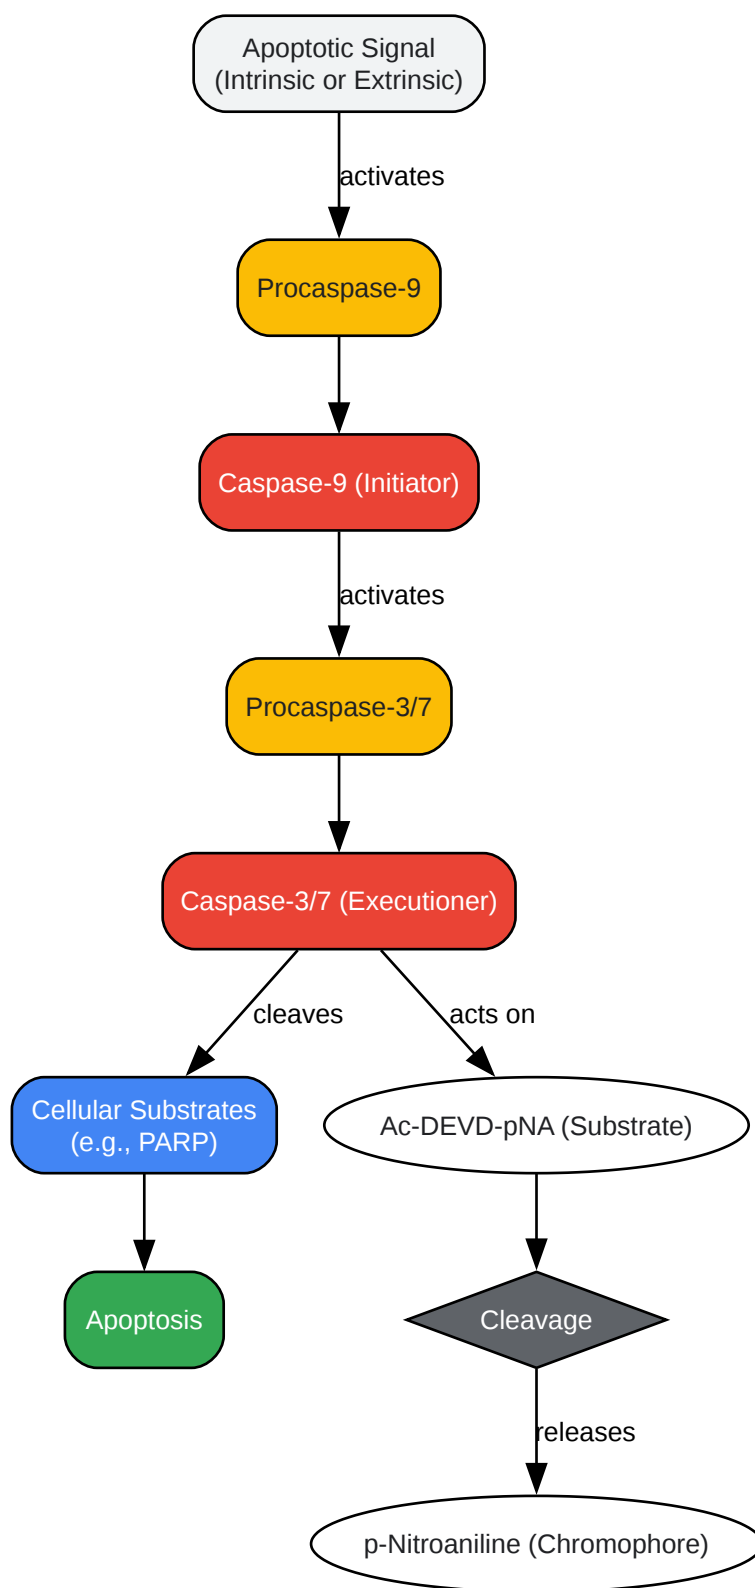 Apoptotic Signal
(Intrinsic or Extrinsic)
activates
Procaspase-9
Caspase-9 (Initiator)
activates
Procaspase-3/7
Caspase-3/7 (Executioner)
cleaves
acts on
Cellular Substrates
(e.g., PARP)
Ac-DEVD-pNA (Substrate)
Apoptosis
Cleavage
releases
p-Nitroaniline (Chromophore)